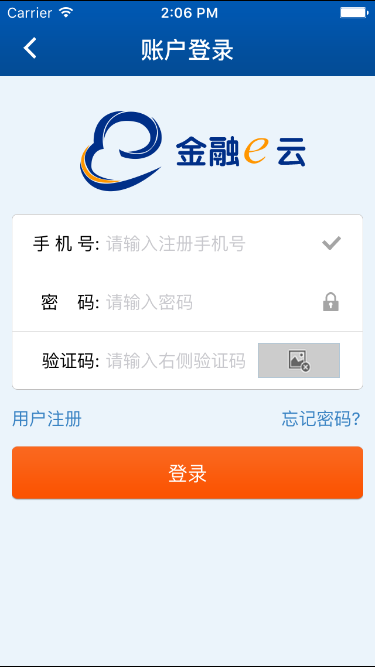 Carrier 2:06 PM
账户登录
金融e云
手 机 号: 请输入注册手机号
密 码: 请输入密码
验证码: 请输入右侧验证码
用户注册 忘记密码?
登录